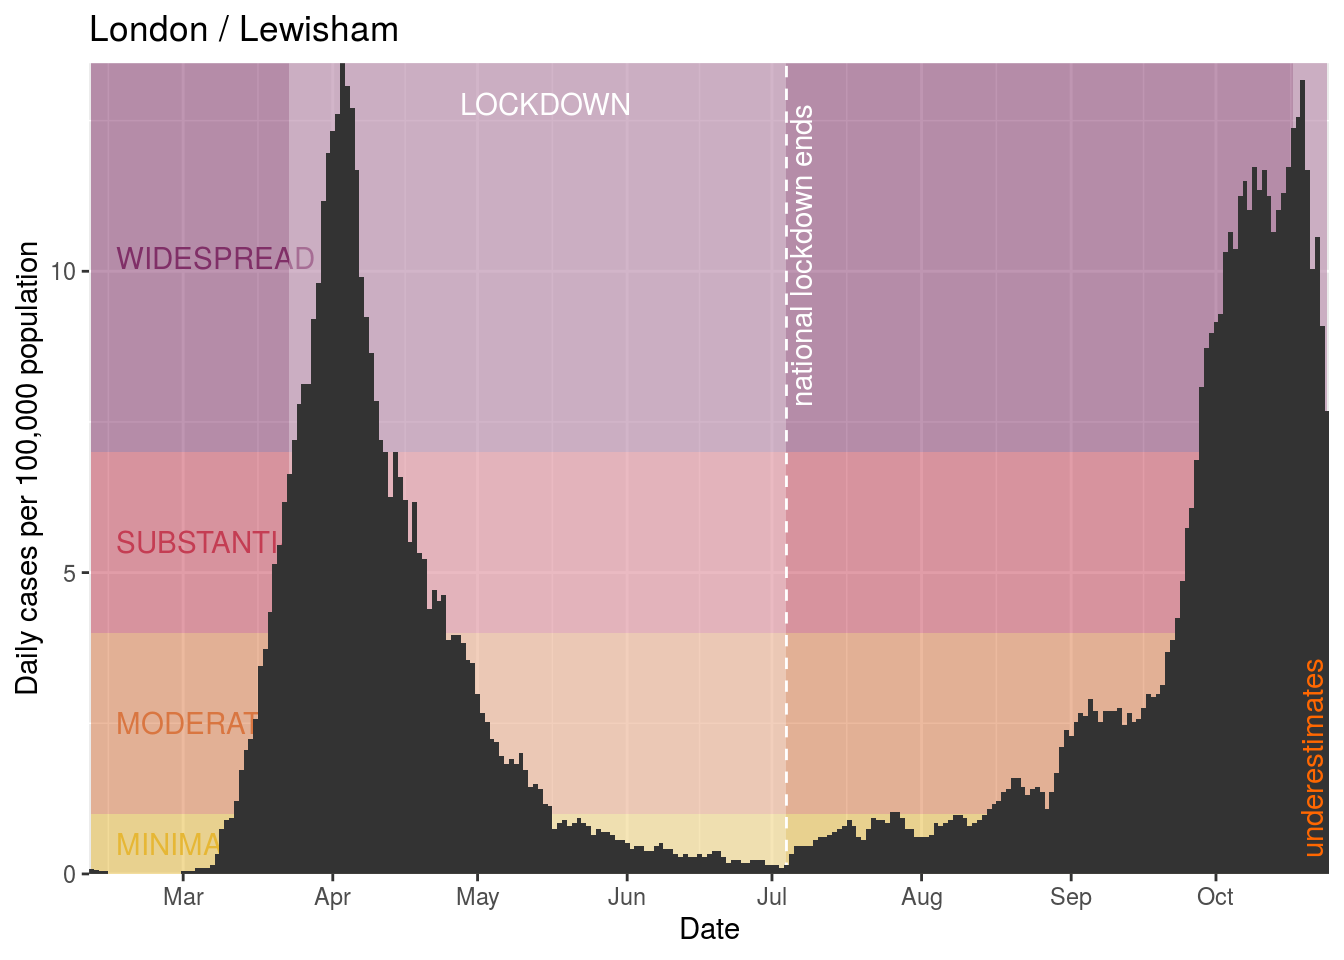 London / Lewisham
Daily cases per 100,000 population
10
5
0
LOCKDOWN
national lockdown ends
WIDESPREAD
SUBSTANTI
MODERAT
MINIMA
underestimates
Mar
Apr
May
Jun
Jul
Aug
Sep
Oct
Date